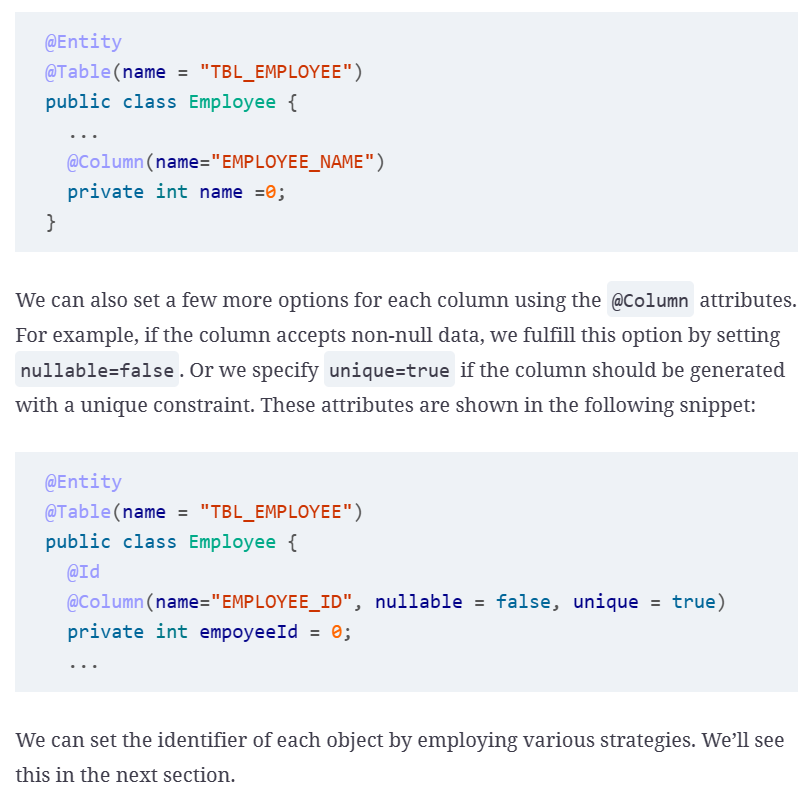 @Entity
@Table(name = "TBL_EMPLOYEE")
public class Employee {
...
@Column(name="EMPLOYEE_NAME")
private int name =0;
}
We can also set a few more options for each column using the @Column attributes.
For example, if the column accepts non-null data, we fulfill this option by setting
nullable=false. Or we specify unique=true if the column should be generated
with a unique constraint. These attributes are shown in the following snippet:
@Entity
@Table(name = "TBL_EMPLOYEE")
public class Employee {
@Id
@Column(name="EMPLOYEE_ID", nullable = false, unique = true)
private int empoyeeId = 0;
...
We can set the identifier of each object by employing various strategies. We’ll see
this in the next section.